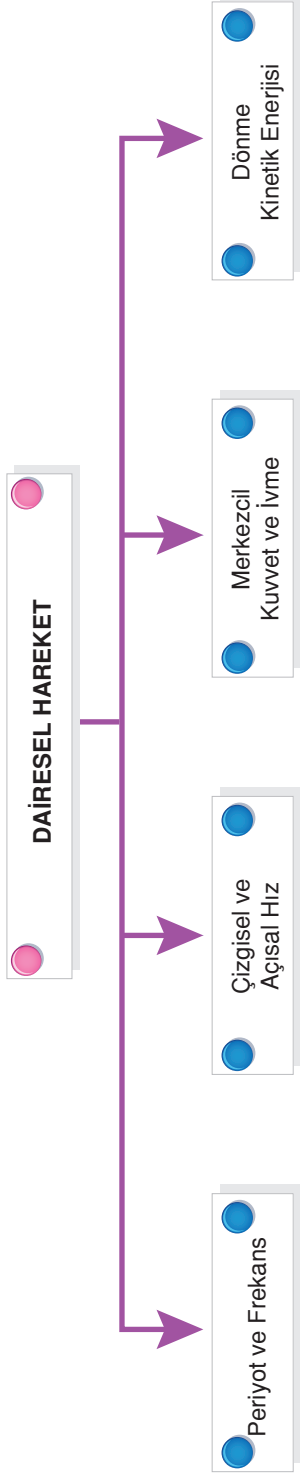 DAİRESEL HAREKET
Periyot ve Frekans
Çizgisel ve
Açısal Hız
Merkezcil
Kuvvet ve İvme
Dönme
Kinetik Enerjisi